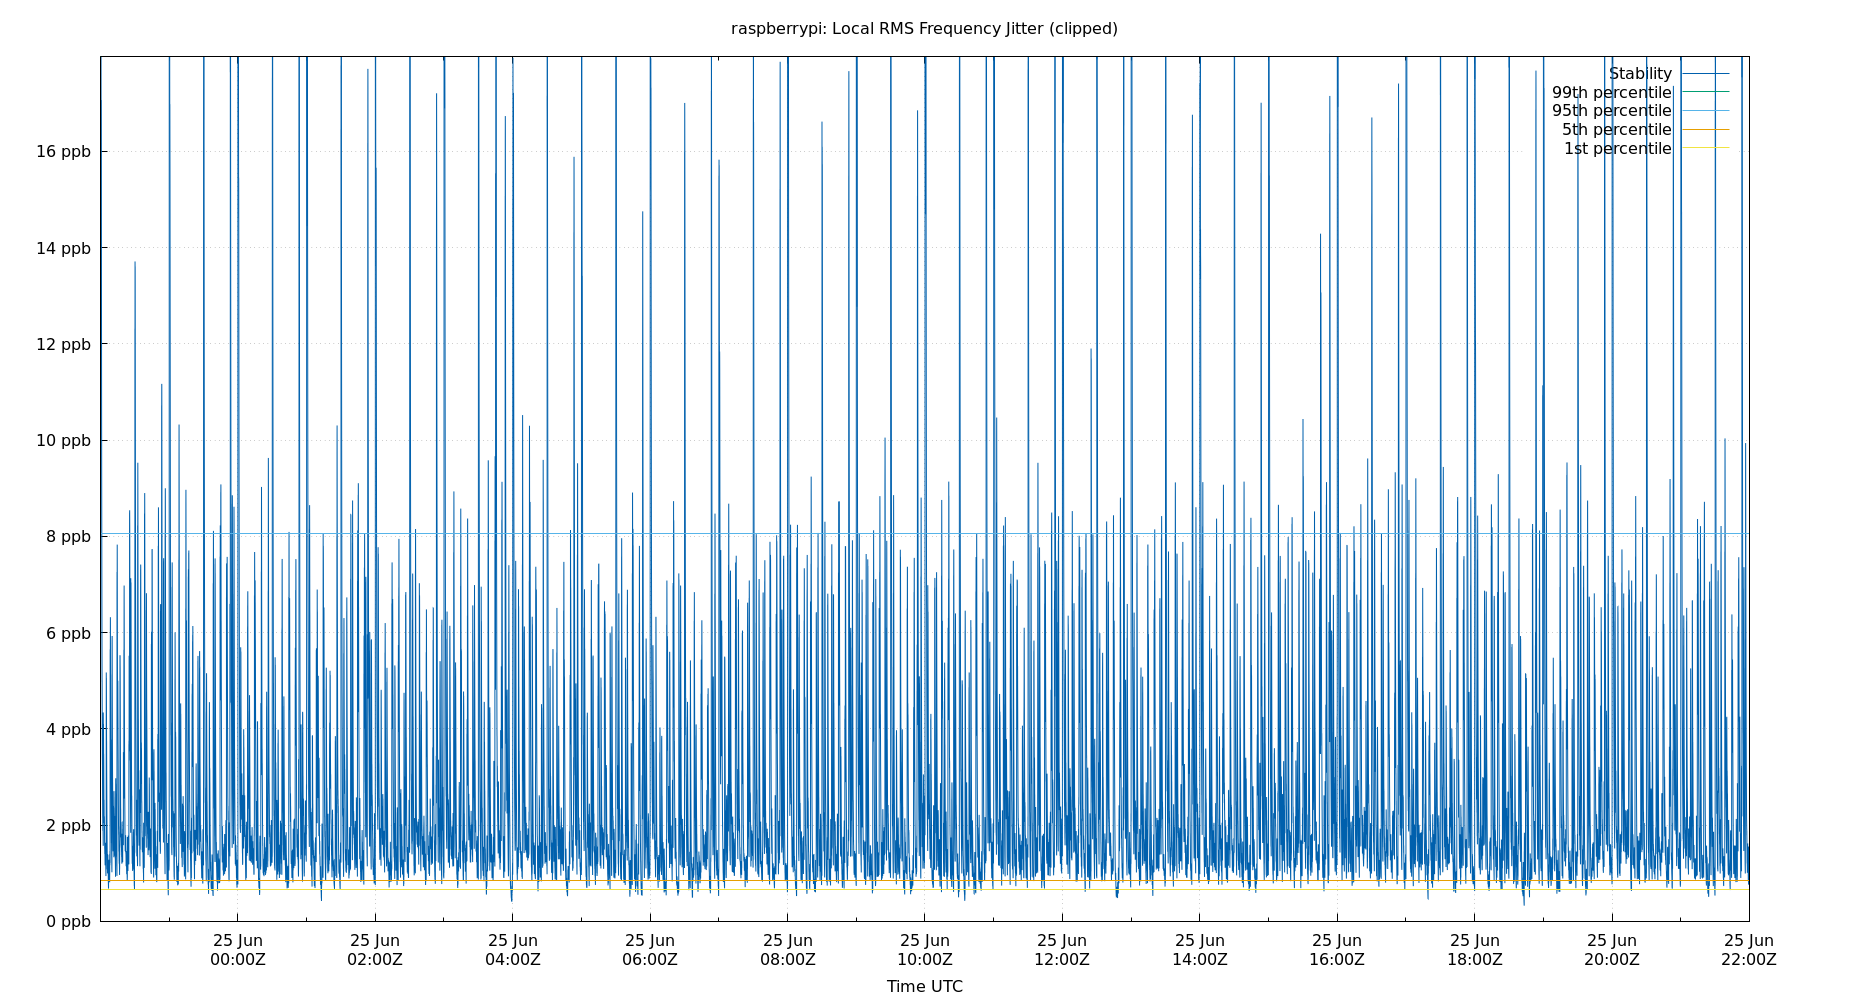 raspberrypi: Local RMS Frequency Jitter (clipped)
Stability
99th percentile
95th percentile
5th percentile
1st percentile
16 ppb
14 ppb
12 ppb
10 ppb
8 ppb
6 ppb
4 ppb
2 ppb
0 ppb
25 Jun 25 Jun 25 Jun 25 Jun 25 Jun 25 Jun 25 Jun 25 Jun 25 Jun 25 Jun 25 Jun 25 Jun
00:00Z 02:00Z 04:00Z 06:00Z 08:00Z 10:00Z 12:00Z 14:00Z 16:00Z 18:00Z 20:00Z 22:00Z
Time UTC